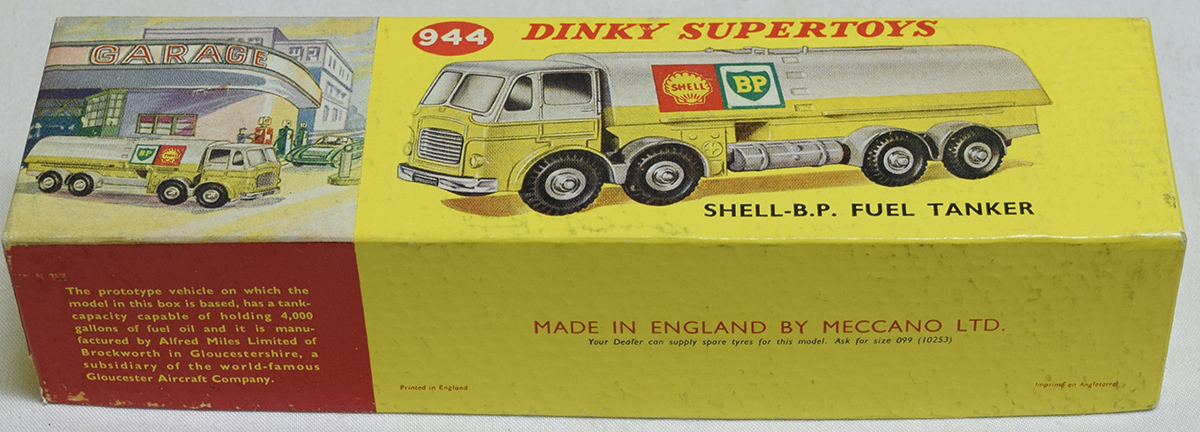 GARAGE
BP SHELL
944 DINKY SUPERTOYS
SHELL BP
SHELL-B.P. FUEL TANKER
The prototype vehicle on which the
model in this box is based, has a tank-
capacity capable of holding 4,000
gallons of fuel oil and it is manu-
factured by Alfred Miles Limited of
Brockworth in Gloucestershire, a
subsidiary of the world-famous
Gloucester Aircraft Company.
MADE IN ENGLAND BY MECCANO LTD.
Your Dealer can supply spare tyres for this model. Ask for size 099 (10253)
Printed in England
Imprimé en Angleterre